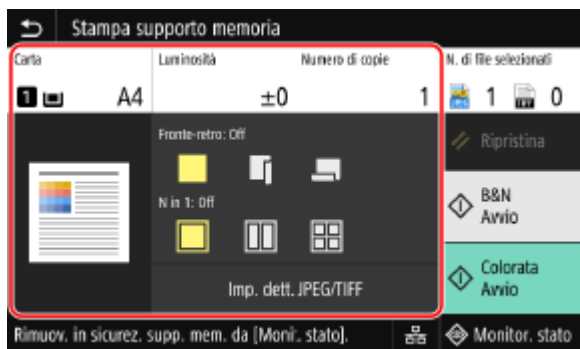 Stampa supporto memoria
Carta Luminosità Numero di copie N. di file selezionati
1 A4 ±0 1 1 0
Fronte-retro: Off
Ripristina
N in 1: Off
B&N
Avvio
Colorata
Avvio
Imp. dett. JPEG/TIFF
Rimuov. in sicurez. supp. mem. da [Monit. stato]. Monitor. stato